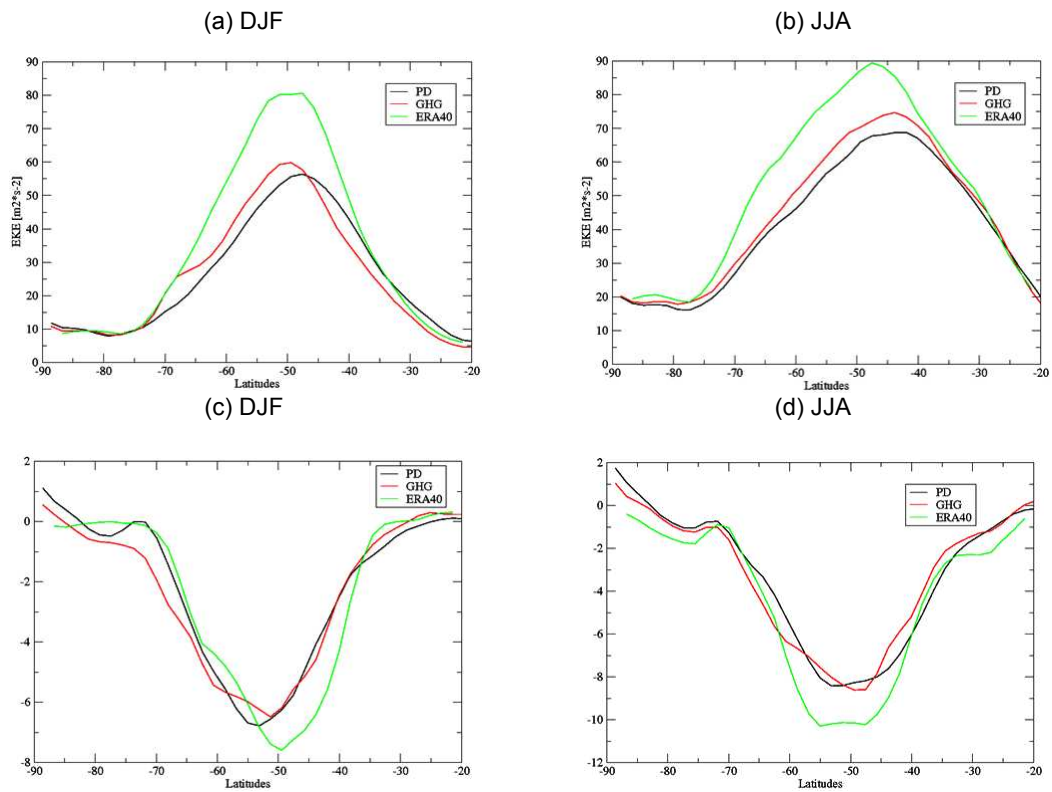 (a) DJF
90
80
70
60
50
40
30
20
10
0
EKE [m2*s-2]
PD
GHG
ERA40
-90 -80 -70 -60 -50 -40 -30 -20
Latitudes
(b) JJA
90
80
70
60
50
40
30
20
10
0
EKE [m2*s-2]
PD
GHG
ERA40
-90 -80 -70 -60 -50 -40 -30 -20
Latitudes
(c) DJF
2
0
-2
-4
-6
-8
PD
GHG
ERA40
-90 -80 -70 -60 -50 -40 -30 -20
Latitudes
(d) JJA
2
0
-2
-4
-6
-8
-10
-12
PD
GHG
ERA40
-90 -80 -70 -60 -50 -40 -30 -20
Latitudes